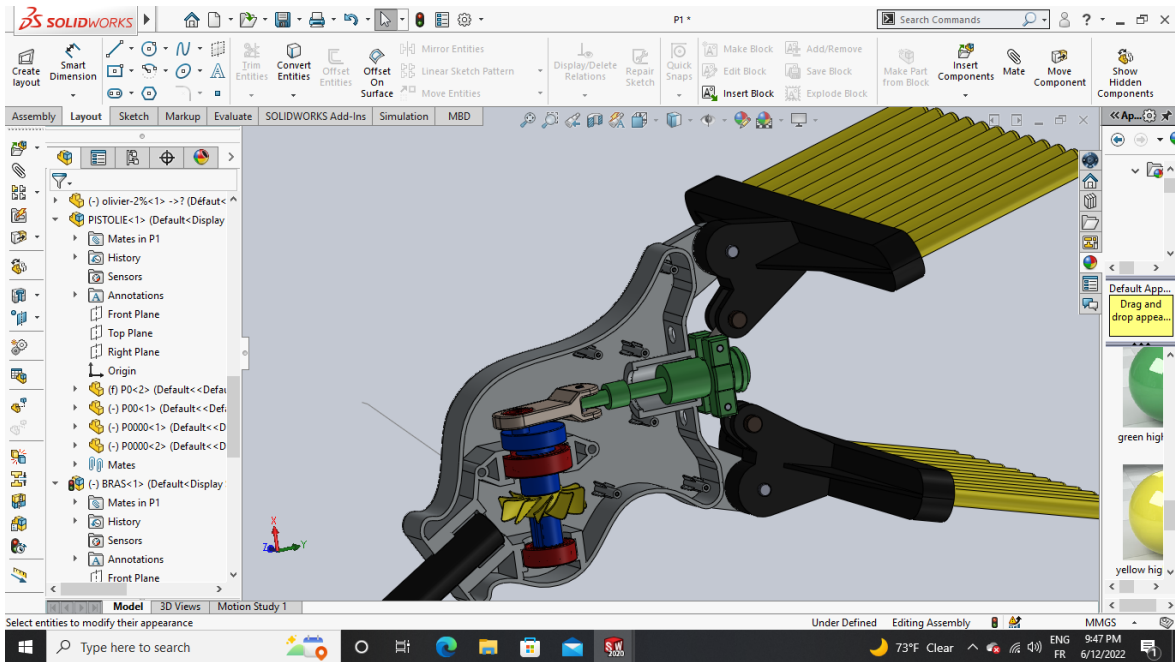 SOLIDWORKS
P1 *
Search Commands
Create layout
Smart Dimension
Trim Entities
Convert Entities
Offset Entities
Offset On Surface
Mirror Entities
Linear Sketch Pattern
Move Entities
Display/Delete Relations
Repair Sketch
Quick Snaps
Make Block
Edit Block
Insert Block
Add/Remove
Save Block
Explode Block
Make Part from Block
Insert Components
Mate
Move Component
Show Hidden Components
Assembly Layout Sketch Markup Evaluate SOLIDWORKS Add-Ins Simulation MBD
(-) olivier-2%<1> ->? (Défaut<
PISTOLIE<1> (Default<Display
Mates in P1
History
Sensors
Annotations
Front Plane
Top Plane
Right Plane
Origin
(f) P0<2> (Default<<Defau
(-) P00<1> (Default<<Def
(-) P0000<1> (Default<<D
(-) P0000<2> (Default<<D
Mates
(-) BRAS<1> (Default<Display
Mates in P1
History
Sensors
Annotations
Front Plane
X
Z
Y
Ap...
Default App...
Drag and
drop appea...
green high
yellow hig
Model 3D Views Motion Study 1
Select entities to modify their appearance
Under Defined Editing Assembly MMGS
Type here to search
SW
2020
73°F Clear
ENG
FR
9:47 PM
6/12/2022
1